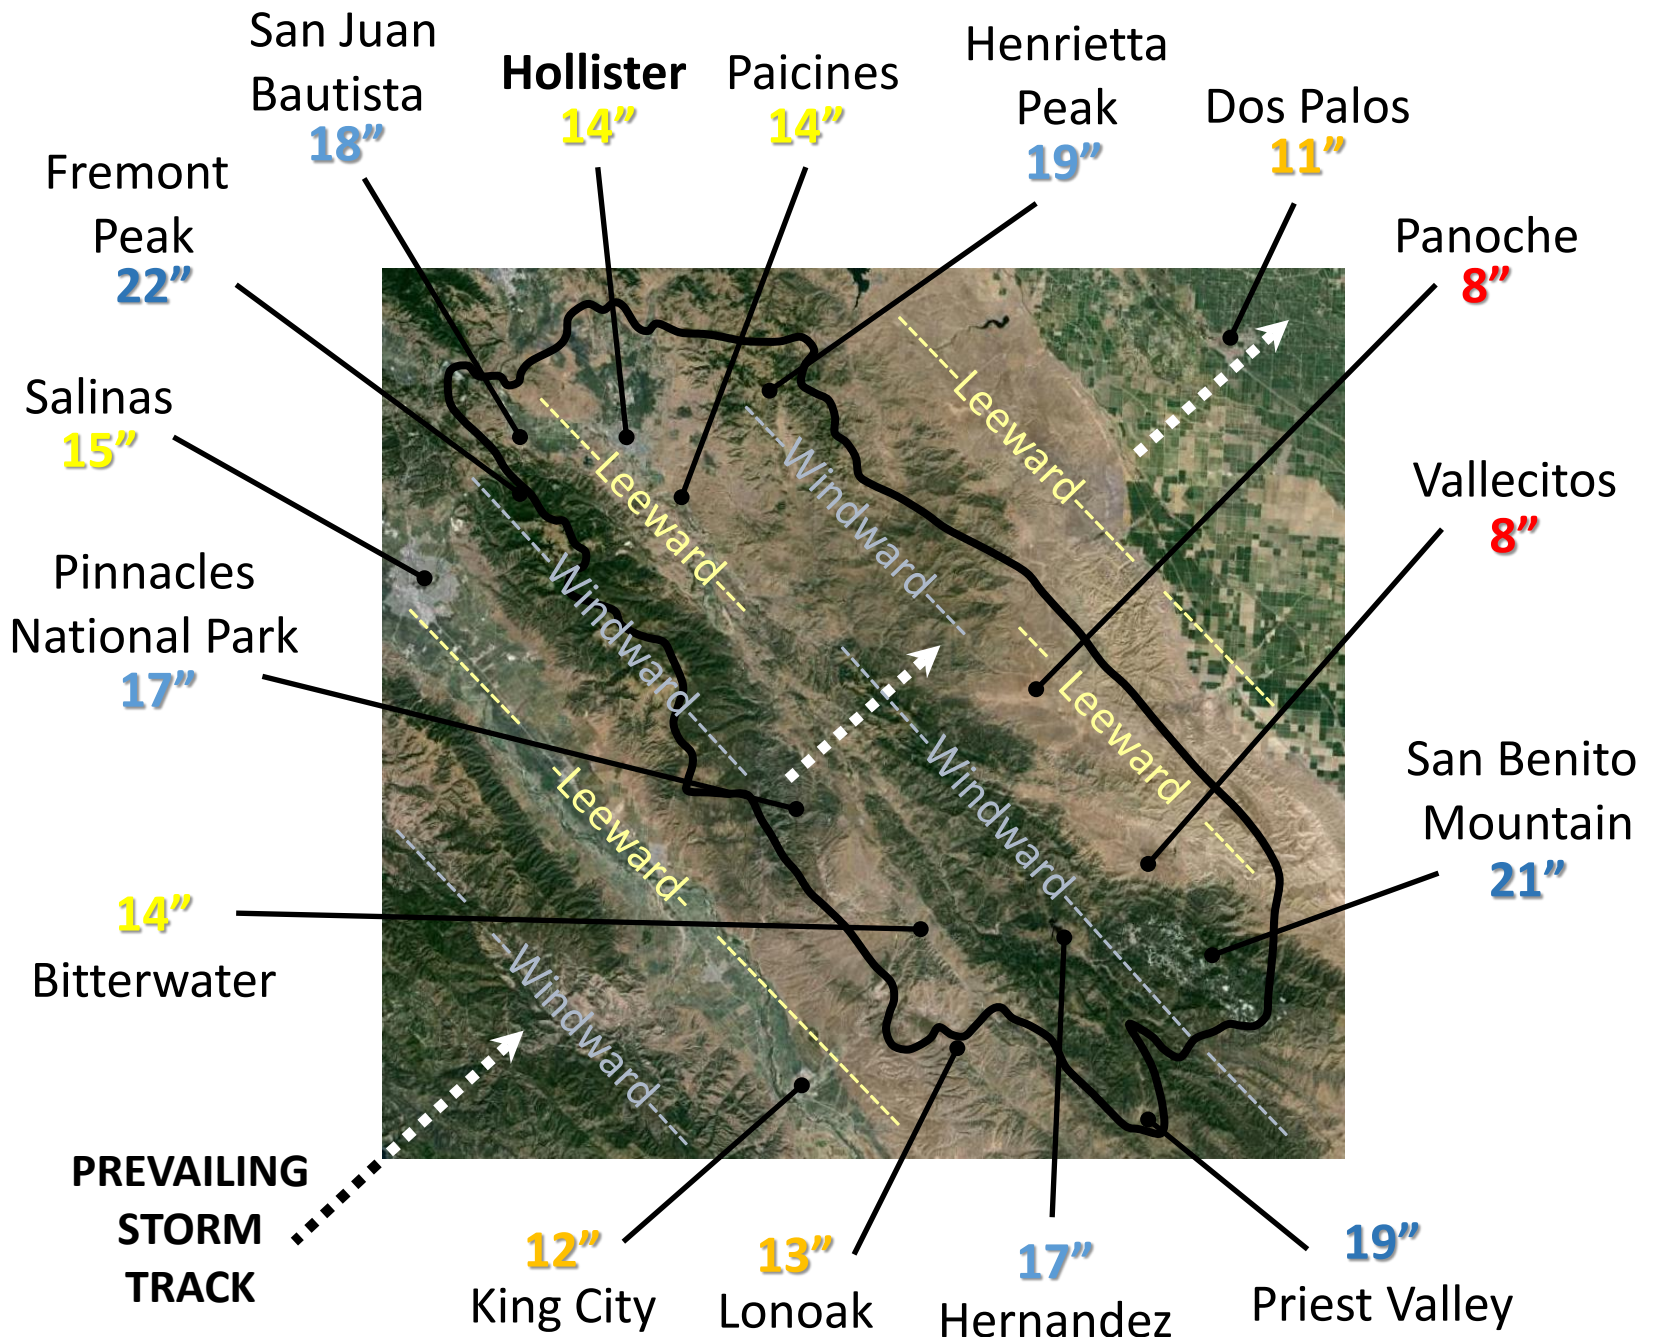 San Juan
Bautista
18”
Hollister
14”
Paicines
14”
Henrietta
Peak
19”
Dos Palos
11”
Fremont
Peak
22”
Panoche
8”
Salinas
15”
Vallecitos
8”
Pinnacles
National Park
17”
San Benito
Mountain
21”
14”
Bitterwater
Leeward
Windward
Leeward
Windward
Leeward
Windward
Leeward
Windward
PREVAILING
STORM
TRACK
12”
King City
13”
Lonoak
17”
Hernandez
19”
Priest Valley